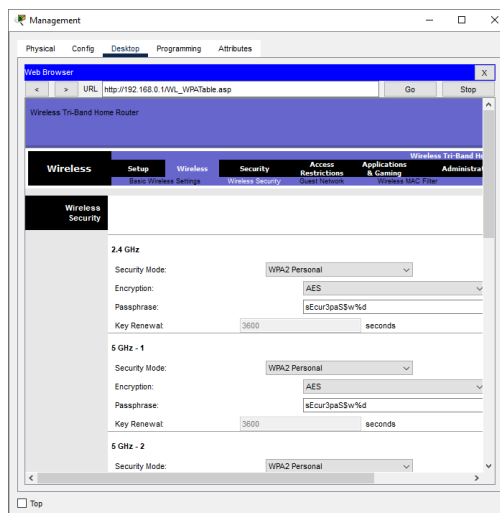 Management
Physical Config Desktop Programming Attributes
Web Browser X
< > URL http://192.168.0.1/WL_WPATable.asp Go Stop
Wireless Tri-Band Home Router
Wireless Tri-Band Ho
Wireless Setup Wireless Security Access Restrictions Applications & Gaming Administra
Basic Wireless Settings Wireless Security Guest Network Wireless MAC Filter
Wireless
Security
2.4 GHz
Security Mode: WPA2 Personal
Encryption: AES
Passphrase: sEcur3paS$w%d
Key Renewal: 3600 seconds
5 GHz - 1
Security Mode: WPA2 Personal
Encryption: AES
Passphrase: sEcur3paS$w%d
Key Renewal: 3600 seconds
5 GHz - 2
Security Mode: WPA2 Personal
Top